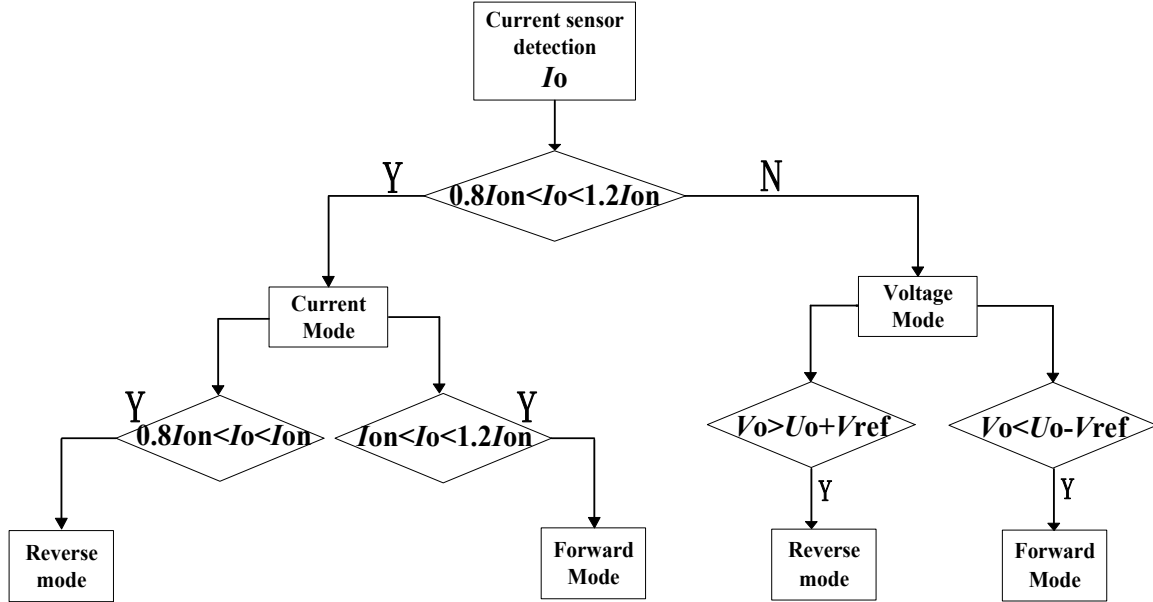 Current sensor
detection
Io
Y
N
0.8Ion<Io<1.2Ion
Current
Mode
Voltage
Mode
Y
Y
0.8Ion<Io<Ion
Ion<Io<1.2Ion
Vo>Uo+Vref
Vo<Uo-Vref
Y
Y
Reverse
mode
Forward
Mode
Reverse
mode
Forward
Mode